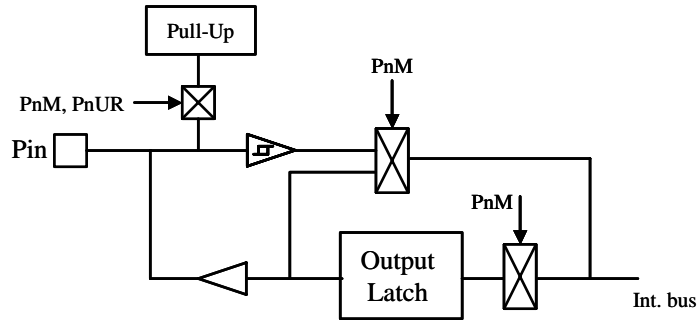 Pull-Up
PnM
PnM, PnUR
Pin
PnM
Output
Latch
Int. bus